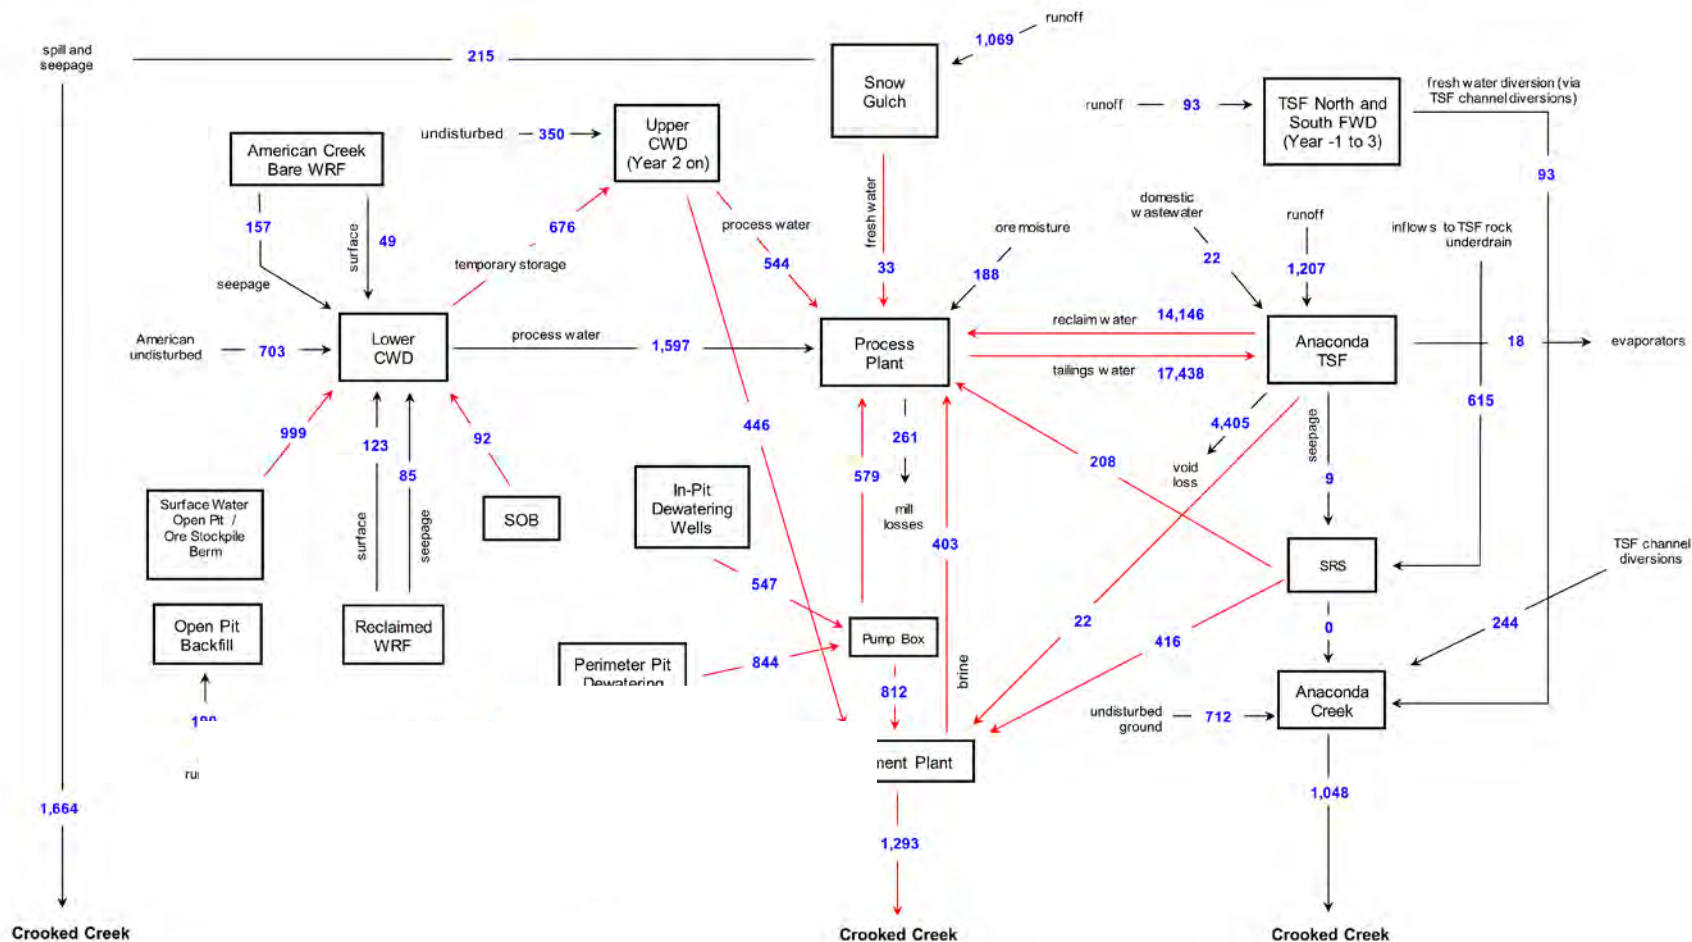 runoff
1,069
spill and
seepage
215
Snow
Gulch
fresh water diversion (via
TSF channel diversions)
runoff
93
TSF North and
South FWD
(Year -1 to 3)
undisturbed
350
Upper
CWD
(Year 2 on)
American Creek
Bare WRF
93
157
surface
49
676
process water
fresh water
ore moisture
domestic
wastewater
runoff
inflows to TSF rock
underdrain
temporary storage
544
33
188
22
1,207
seepage
American
undisturbed
703
Lower
CWD
process water
1,597
Process
Plant
reclaim water
14,146
tailings water
17,438
Anaconda
TSF
18
evaporators
615
999
123
92
446
261
4,405
seepage
85
579
208
void
loss
9
Surface Water
Open Pit /
Ore Stockpile
Berm
surface
seepage
SOB
In-Pit
Dewatering
Wells
mill
losses
403
SRS
TSF channel
diversions
547
Open Pit
Backfill
Reclaimed
WRF
Pump Box
22
416
0
244
Perimeter Pit
Dewatering
844
812
brine
Anaconda
Creek
undisturbed
ground
712
ment Plant
1,664
1,293
1,048
Crooked Creek
Crooked Creek
Crooked Creek